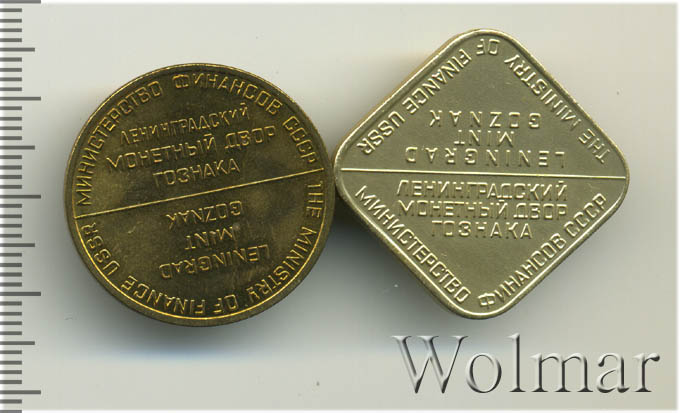 МИНИСТЕРСТВО ФИНАНСОВ СССР
ЛЕНИНГРАДСКИЙ
МОНЕТНЫЙ ДВОР
ГОЗНАКА
THE MINISTRY OF FINANCE USSR
LENINGRAD
MINT
GOZNAK
THE MINISTRY OF FINANCE USSR
LENINGRAD
MINT
GOZNAK
ЛЕНИНГРАДСКИЙ
МОНЕТНЫЙ ДВОР
ГОЗНАКА
МИНИСТЕРСТВО ФИНАНСОВ СССР
Wolmar